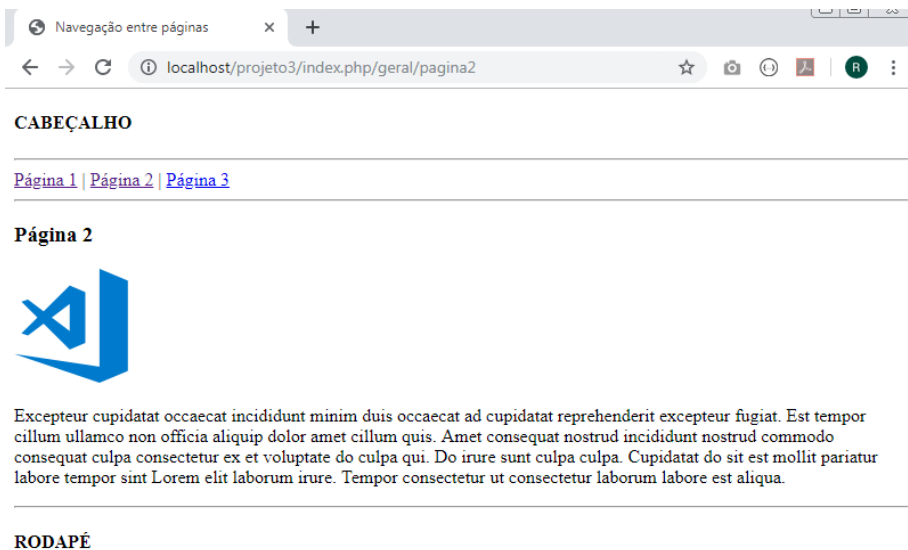 Navegação entre páginas
localhost/projeto3/index.php/geral/pagina2
R
CABEÇALHO
Página 1 | Página 2 | Página 3
Página 2
Excepteur cupidatat occaecat incididunt minim duis occaecat ad cupidatat reprehenderit excepteur fugiat. Est tempor
cillum ullamco non officia aliquip dolor amet cillum quis. Amet consequat nostrud incididunt nostrud commodo
consequat culpa consectetur ex et voluptate do culpa qui. Do irure sunt culpa culpa. Cupidatat do sit est mollit pariatur
labore tempor sint Lorem elit laborum irure. Tempor consectetur ut consectetur laborum labore est aliqua.
RODAPÉ